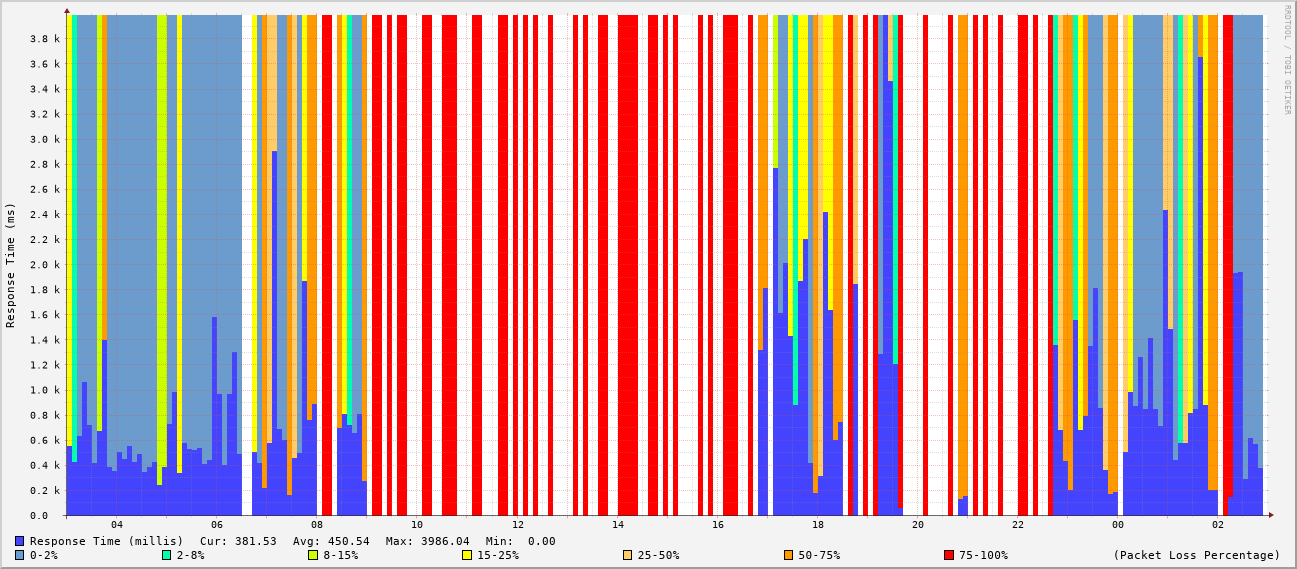 RRDTOOL / TOBI OETIKER
Response Time (ms)
3.8 k
3.6 k
3.4 k
3.2 k
3.0 k
2.8 k
2.6 k
2.4 k
2.2 k
2.0 k
1.8 k
1.6 k
1.4 k
1.2 k
1.0 k
0.8 k
0.6 k
0.4 k
0.2 k
0.0
04 06 08 10 12 14 16 18 20 22 00 02
Response Time (millis) Cur: 381.53 Avg: 450.54 Max: 3986.04 Min: 0.00
0-2% 2-8% 8-15% 15-25% 25-50% 50-75% 75-100% (Packet Loss Percentage)